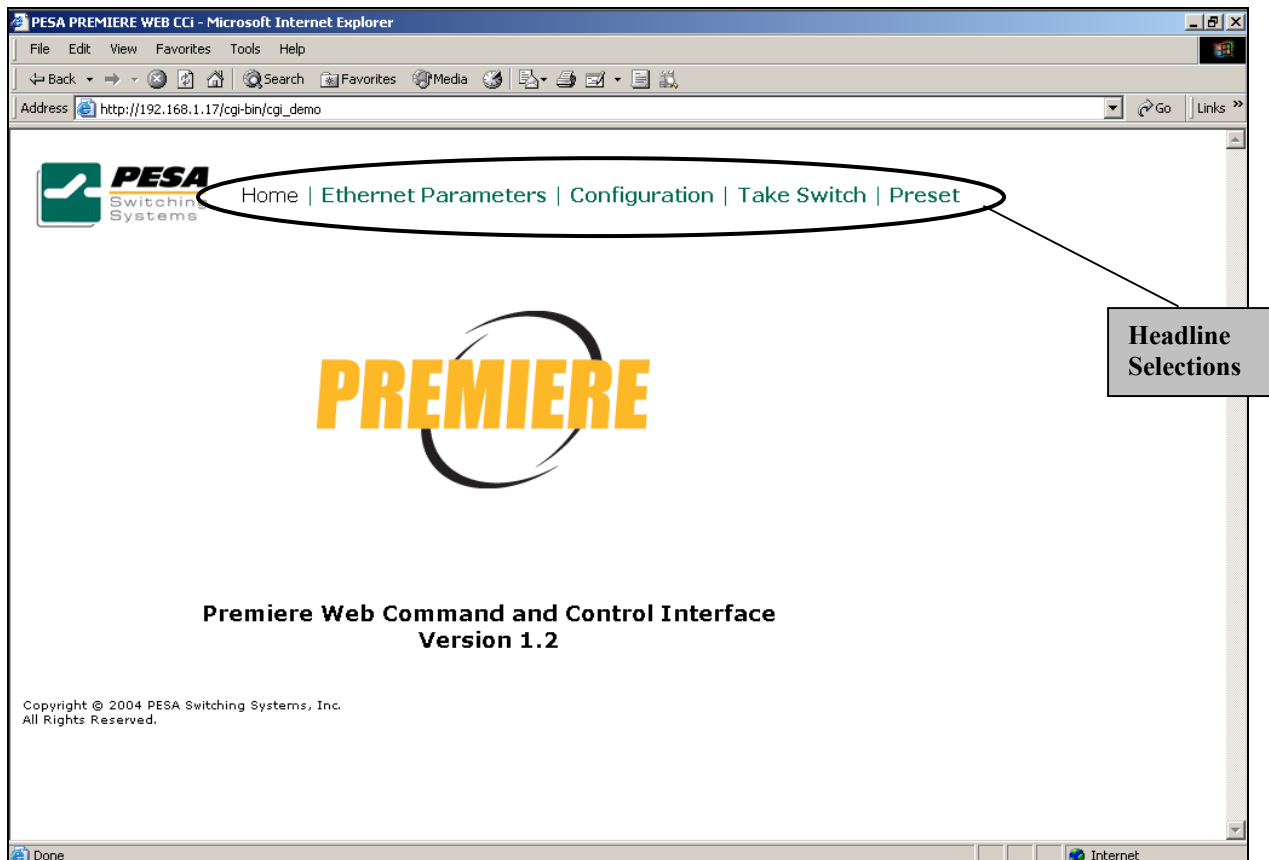 PESA PREMIERE WEB CCi - Microsoft Internet Explorer
File Edit View Favorites Tools Help
Back Search Favorites Media
Address http://192.168.1.17/cgi-bin/cgi_demo Go Links »
PESA
Switching
Systems
Home | Ethernet Parameters | Configuration | Take Switch | Preset
Headline
Selections
PREMIERE
Premiere Web Command and Control Interface
Version 1.2
Copyright © 2004 PESA Switching Systems, Inc.
All Rights Reserved.
Done Internet